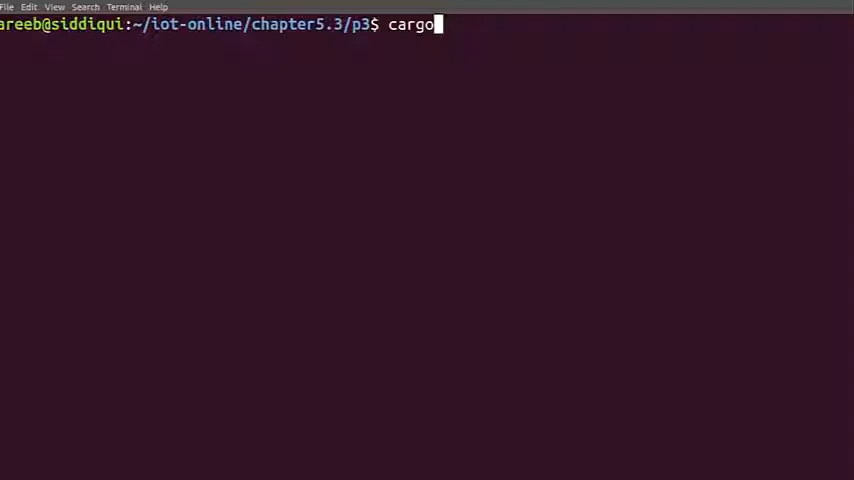 File Edit View Search Terminal Help
areeb@siddiqui:~/iot-online/chapter5.3/p3$ cargo